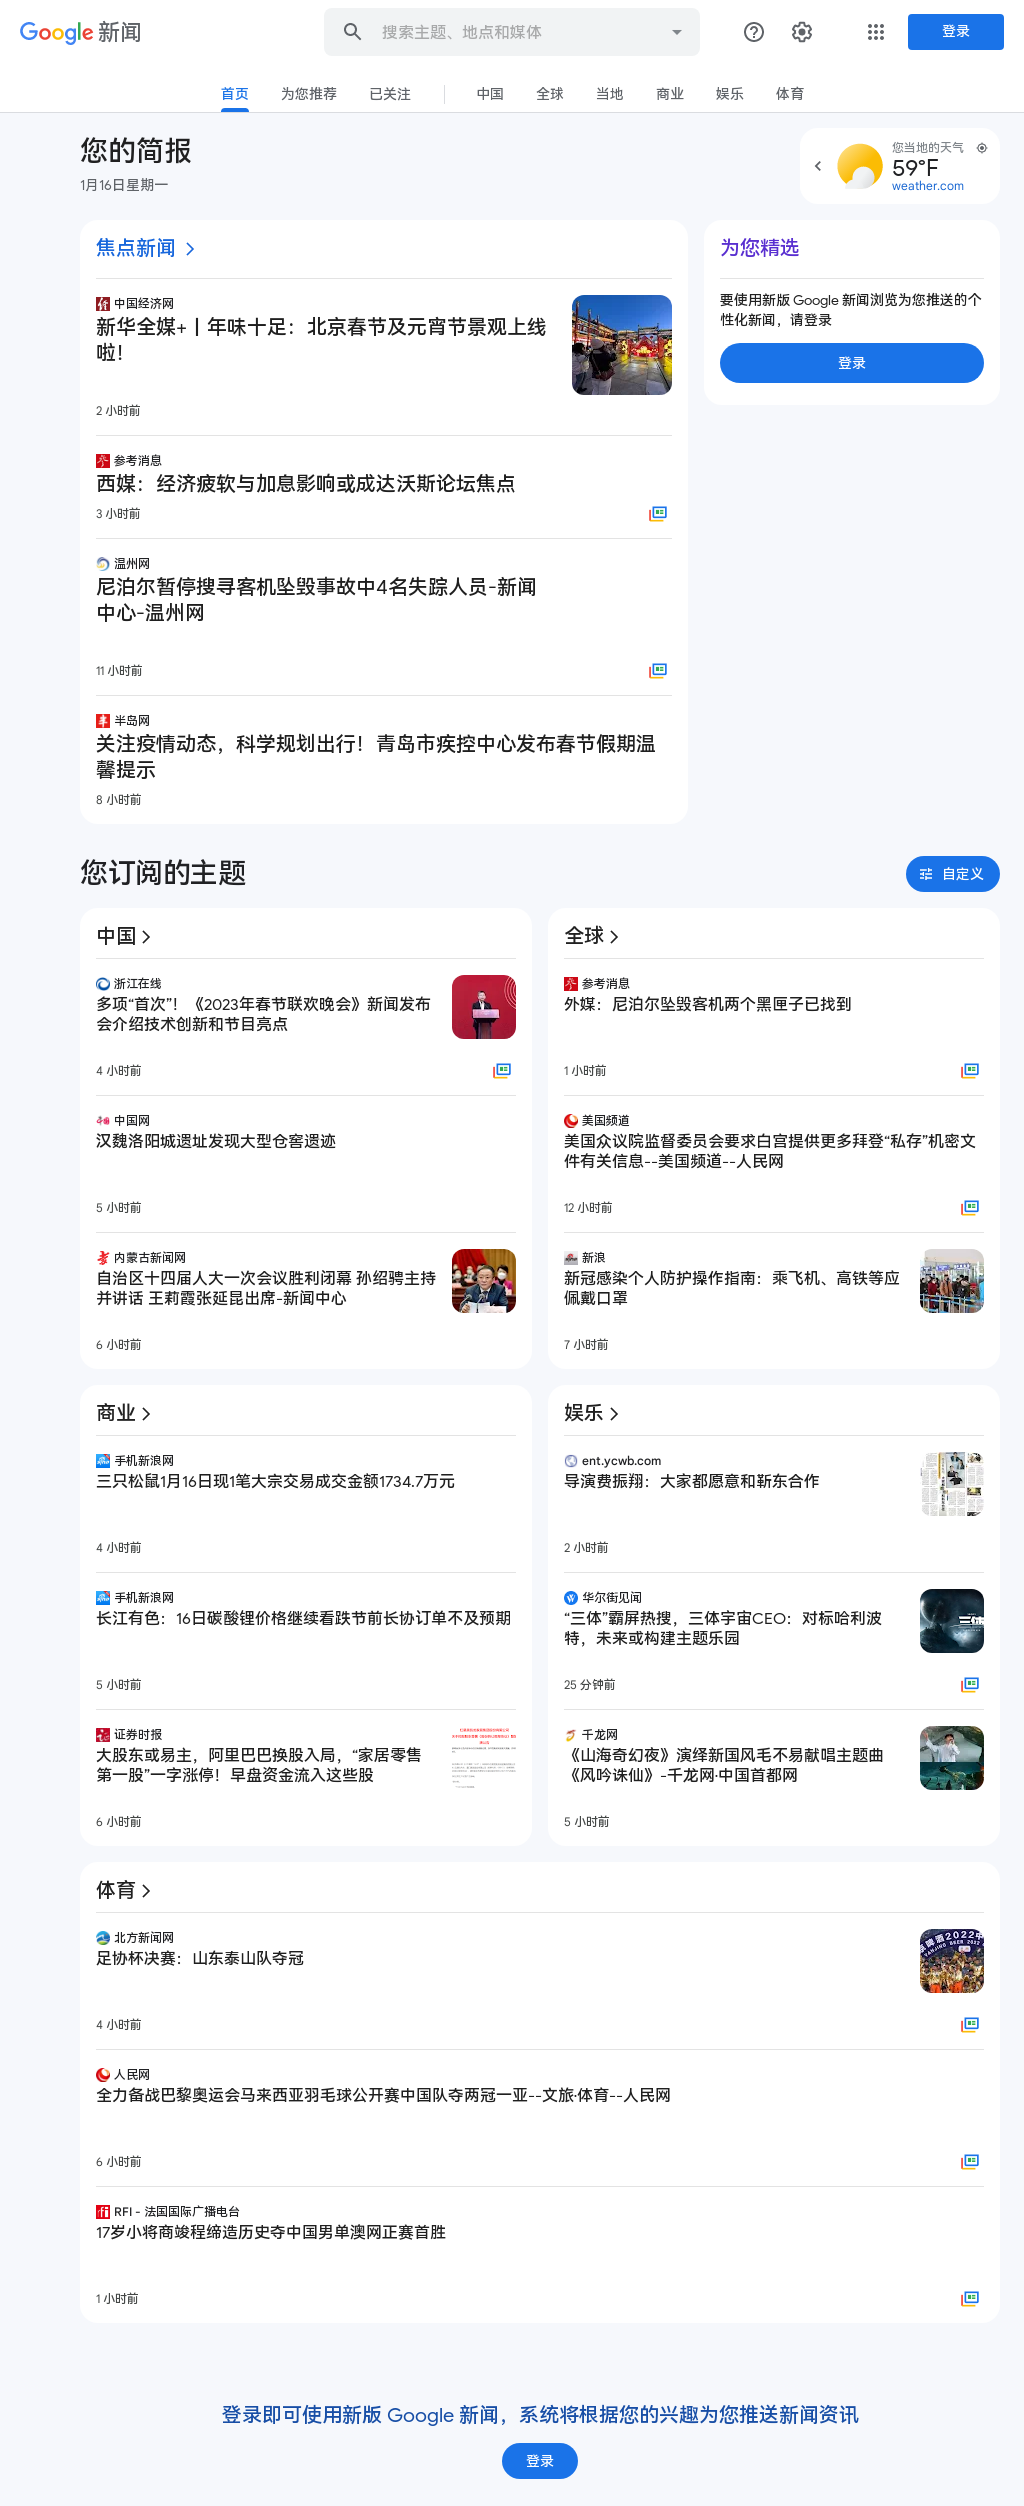 Google 新闻
搜索主题、地点和媒体
登录
首页 为您推荐 已关注 中国 全球 当地 商业 娱乐 体育
您的简报
1月16日星期一
您当地的天气
59°F
weather.com
焦点新闻
中国经济网
新华全媒+丨年味十足：北京春节及元宵节景观上线
啦！
2 小时前
参考消息
西媒：经济疲软与加息影响或成达沃斯论坛焦点
3 小时前
温州网
尼泊尔暂停搜寻客机坠毁事故中4名失踪人员-新闻
中心-温州网
11 小时前
半岛网
关注疫情动态，科学规划出行！青岛市疾控中心发布春节假期温
馨提示
8 小时前
为您精选
要使用新版 Google 新闻浏览为您推送的个
性化新闻，请登录
登录
您订阅的主题
自定义
中国
浙江在线
多项“首次”！《2023年春节联欢晚会》新闻发布
会介绍技术创新和节目亮点
4 小时前
中国网
汉魏洛阳城遗址发现大型仓窖遗迹
5 小时前
内蒙古新闻网
自治区十四届人大一次会议胜利闭幕 孙绍骋主持
并讲话 王莉霞张延昆出席-新闻中心
6 小时前
全球
参考消息
外媒：尼泊尔坠毁客机两个黑匣子已找到
1 小时前
美国频道
美国众议院监督委员会要求白宫提供更多拜登“私存”机密文
件有关信息--美国频道--人民网
12 小时前
新浪
新冠感染个人防护操作指南：乘飞机、高铁等应
佩戴口罩
7 小时前
商业
手机新浪网
三只松鼠1月16日现1笔大宗交易成交金额1734.7万元
4 小时前
手机新浪网
长江有色：16日碳酸锂价格继续看跌节前长协订单不及预期
5 小时前
证券时报
大股东或易主，阿里巴巴换股入局，“家居零售
第一股”一字涨停！早盘资金流入这些股
6 小时前
娱乐
ent.ycwb.com
导演费振翔：大家都愿意和靳东合作
2 小时前
华尔街见闻
“三体”霸屏热搜，三体宇宙CEO：对标哈利波
特，未来或构建主题乐园
三体
25 分钟前
千龙网
《山海奇幻夜》演绎新国风毛不易献唱主题曲
《风吟诛仙》-千龙网·中国首都网
5 小时前
体育
北方新闻网
足协杯决赛：山东泰山队夺冠
4 小时前
人民网
全力备战巴黎奥运会马来西亚羽毛球公开赛中国队夺两冠一亚--文旅·体育--人民网
6 小时前
RFI - 法国国际广播电台
17岁小将商竣程缔造历史夺中国男单澳网正赛首胜
1 小时前
登录即可使用新版 Google 新闻，系统将根据您的兴趣为您推送新闻资讯
登录